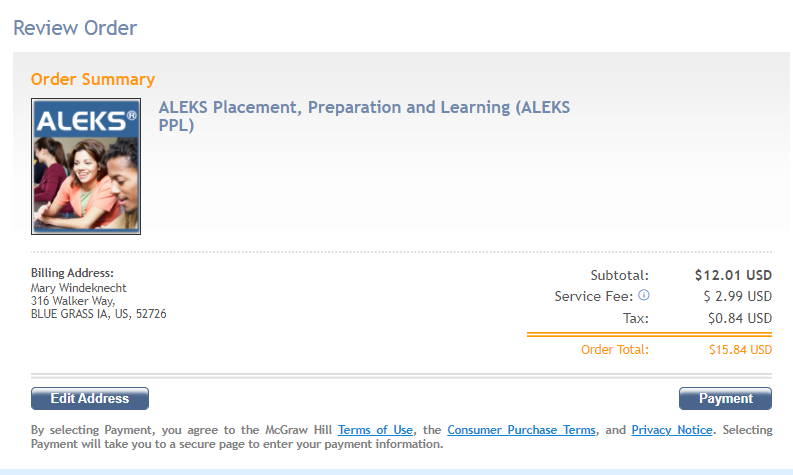 Review Order
Order Summary
ALEKS®
ALEKS Placement, Preparation and Learning (ALEKS
PPL)
Billing Address:
Mary Windeknecht
316 Walker Way,
BLUE GRASS IA, US, 52726
Subtotal: $12.01 USD
Service Fee: ⓘ $ 2.99 USD
Tax: $0.84 USD
Order Total: $15.84 USD
Edit Address
Payment
By selecting Payment, you agree to the McGraw Hill Terms of Use, the Consumer Purchase Terms, and Privacy Notice. Selecting
Payment will take you to a secure page to enter your payment information.